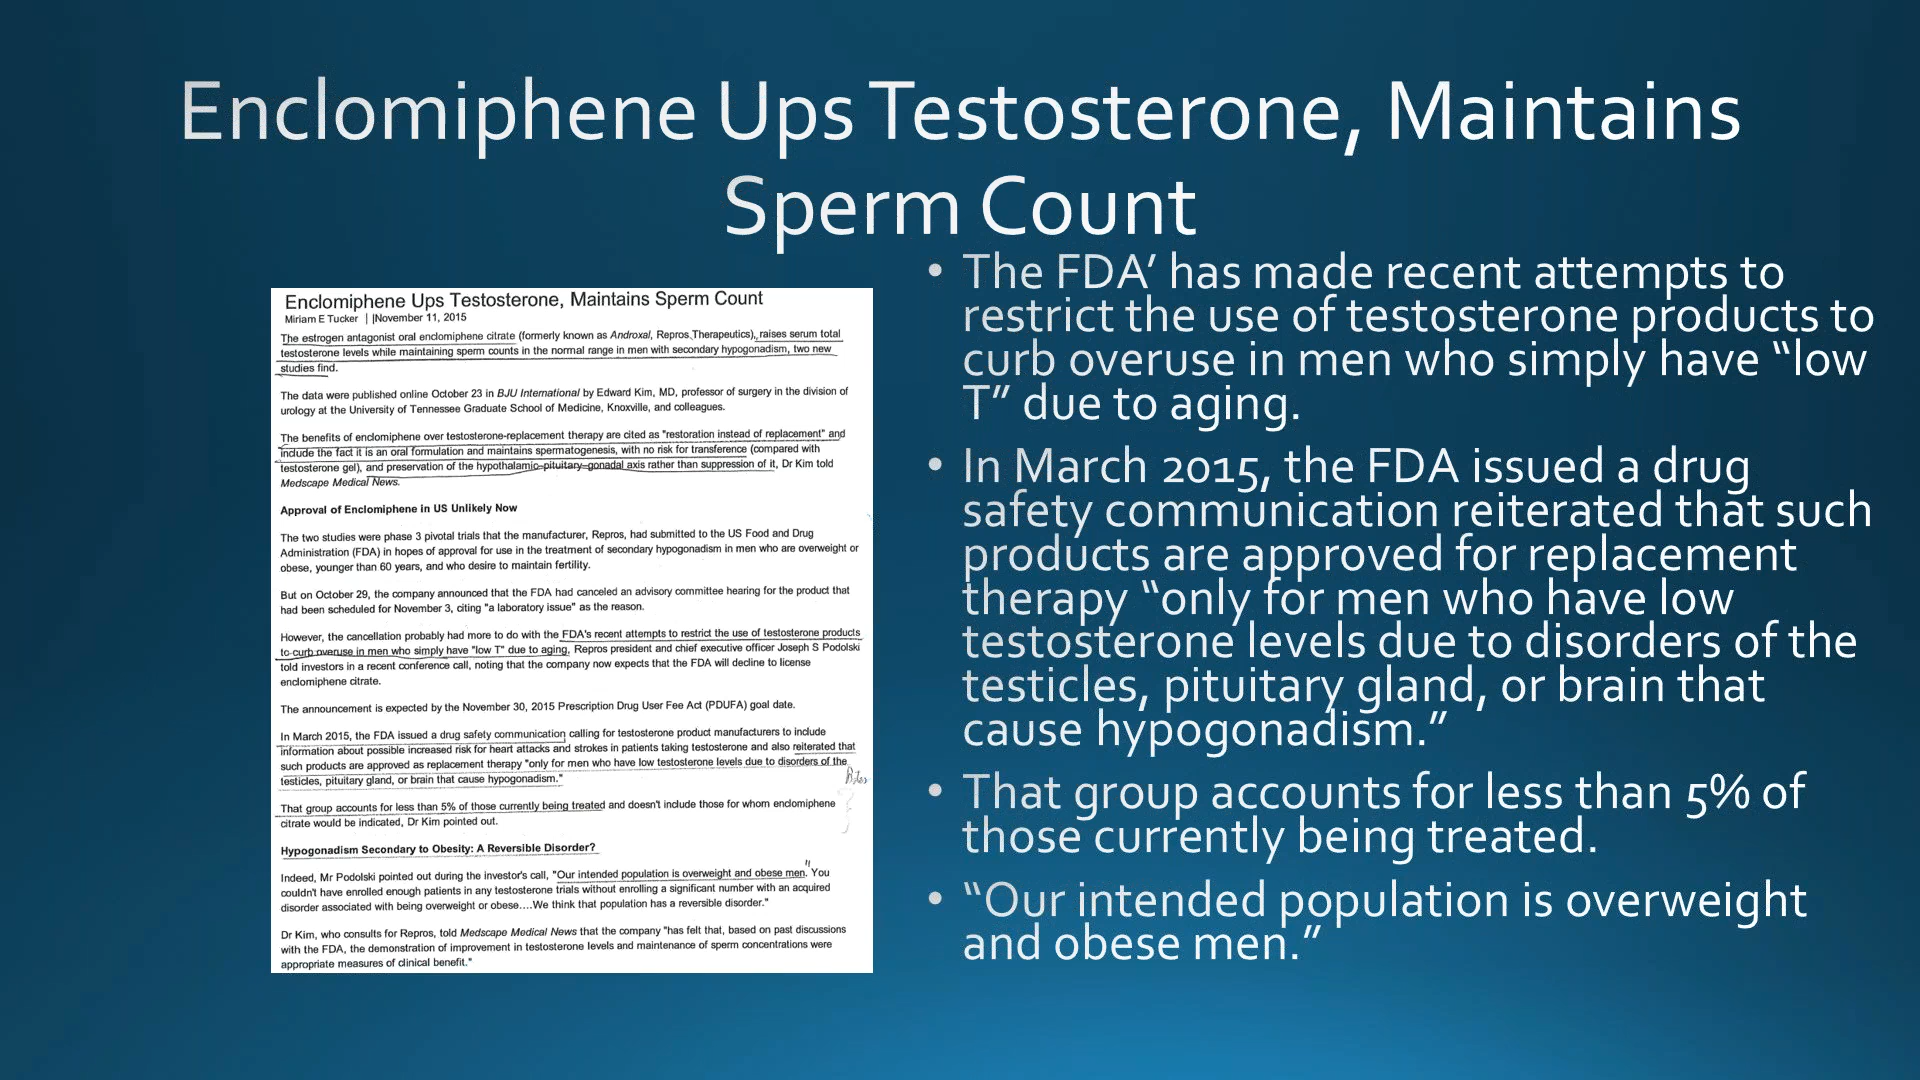 Enclomiphene Ups Testosterone, Maintains
Sperm Count
Enclomiphene Ups Testosterone, Maintains Sperm Count
Miriam E Tucker | |November 11, 2015
The estrogen antagonist oral enclomiphene citrate (formerly known as Androxal, Repros Therapeutics), raises serum total
testosterone levels while maintaining sperm counts in the normal range in men with secondary hypogonadism, two new
studies find.
The data were published online October 23 in BJU International by Edward Kim, MD, professor of surgery in the division of
urology at the University of Tennessee Graduate School of Medicine, Knoxville, and colleagues.
The benefits of enclomiphene over testosterone-replacement therapy are cited as "restoration instead of replacement" and
include the fact it is an oral formulation and maintains spermatogenesis, with no risk for transference (compared with
testosterone gel), and preservation of the hypothalamic-pituitary-gonadal axis rather than suppression of it, Dr Kim told
Medscape Medical News.
Approval of Enclomiphene in US Unlikely Now
The two studies were phase 3 pivotal trials that the manufacturer, Repros, had submitted to the US Food and Drug
Administration (FDA) in hopes of approval for use in the treatment of secondary hypogonadism in men who are overweight or
obese, younger than 60 years, and who desire to maintain fertility.
But on October 29, the company announced that the FDA had canceled an advisory committee hearing for the product that
had been scheduled for November 3, citing "a laboratory issue" as the reason.
However, the cancellation probably had more to do with the FDA's recent attempts to restrict the use of testosterone products
to curb overuse in men who simply have "low T" due to aging, Repros president and chief executive officer Joseph S Podolski
told investors in a recent conference call, noting that the company now expects that the FDA will decline to license
enclomiphene citrate.
The announcement is expected by the November 30, 2015 Prescription Drug User Fee Act (PDUFA) goal date.
In March 2015, the FDA issued a drug safety communication calling for testosterone product manufacturers to include
information about possible increased risk for heart attacks and strokes in patients taking testosterone and also reiterated that
such products are approved as replacement therapy "only for men who have low testosterone levels due to disorders of the
testicles, pituitary gland, or brain that cause hypogonadism."
That group accounts for less than 5% of those currently being treated and doesn't include those for whom enclomiphene
citrate would be indicated, Dr Kim pointed out.
Hypogonadism Secondary to Obesity: A Reversible Disorder?
Indeed, Mr Podolski pointed out during the investor's call, "Our intended population is overweight and obese men. You
couldn't have enrolled enough patients in any testosterone trials without enrolling a significant number with an acquired
disorder associated with being overweight or obese....We think that population has a reversible disorder."
Dr Kim, who consults for Repros, told Medscape Medical News that the company "has felt that, based on past discussions
with the FDA, the demonstration of improvement in testosterone levels and maintenance of sperm concentrations were
appropriate measures of clinical benefit."
• The FDA' has made recent attempts to
restrict the use of testosterone products to
curb overuse in men who simply have “low
T” due to aging.
• In March 2015, the FDA issued a drug
safety communication reiterated that such
products are approved for replacement
therapy “only for men who have low
testosterone levels due to disorders of the
testicles, pituitary gland, or brain that
cause hypogonadism.”
• That group accounts for less than 5% of
those currently being treated.
• “Our intended population is overweight
and obese men.”